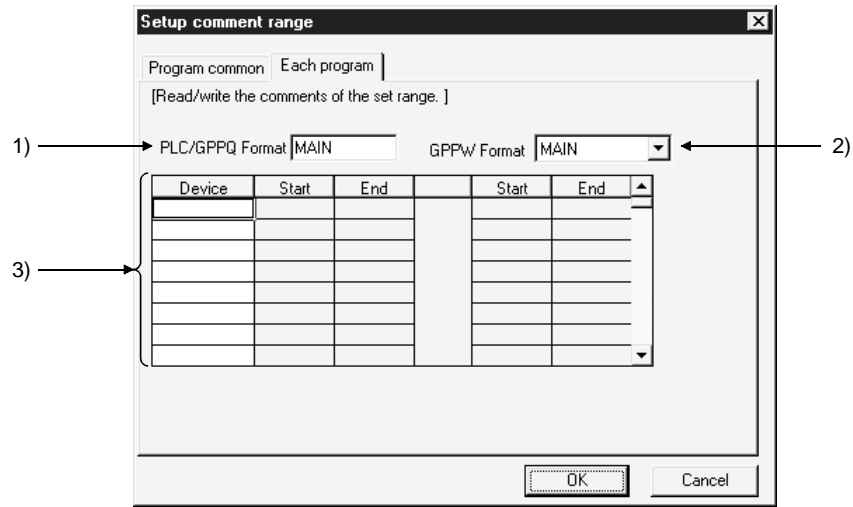 Setup comment range
Program common Each program
[Read/write the comments of the set range. ]
1) PLC/GPPQ Format MAIN GPPW Format MAIN 2)
Device Start End Start End
3)
OK Cancel